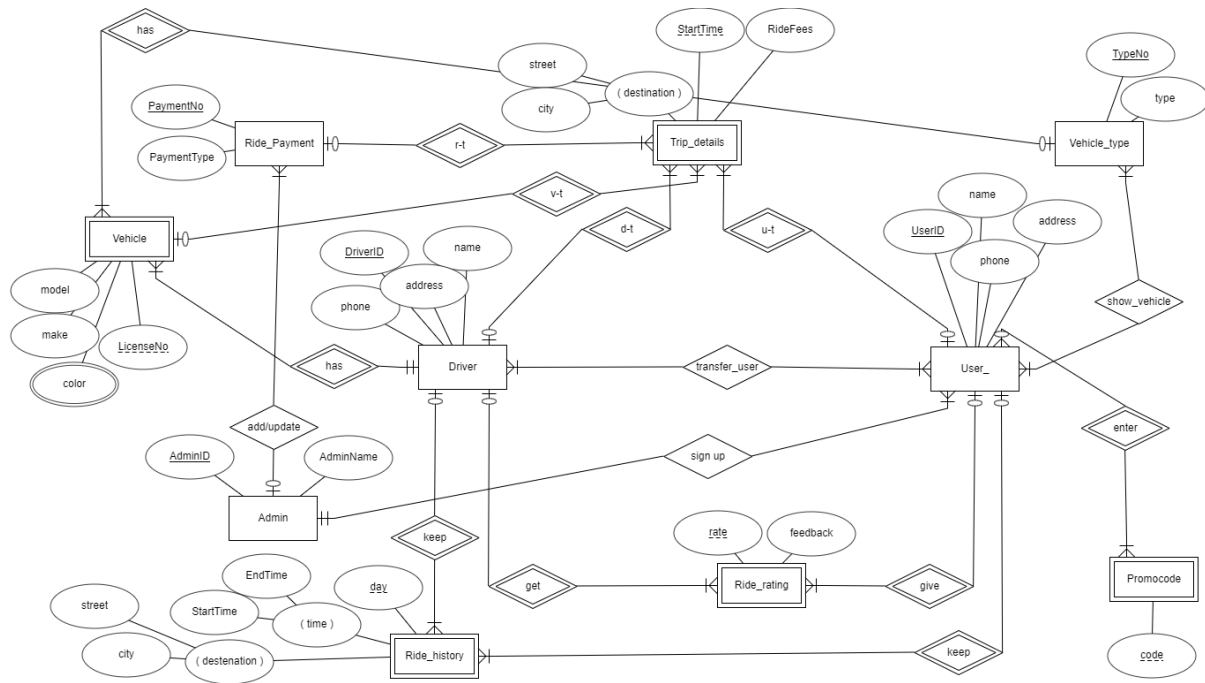 has
StartTime
RideFees
street
TypeNo
city
( destination )
type
PaymentNo
Ride_Payment
r-t
Trip_details
Vehicle_type
PaymentType
v-t
name
Vehicle
d-t
u-t
UserID
address
DriverID
name
phone
model
address
phone
show_vehicle
make
LicenseNo
has
Driver
transfer_user
User_
color
add/update
enter
AdminID
AdminName
sign up
Admin
rate
feedback
keep
EndTime
day
get
Ride_rating
give
Promocode
street
StartTime
( time )
city
( destenation )
Ride_history
keep
code